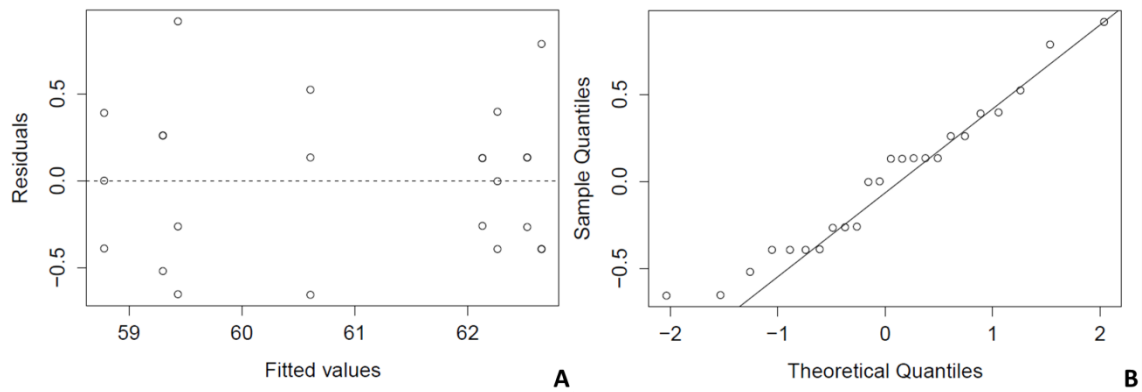 Residuals
0.5
0.0
−0.5
59
60
61
62
Fitted values
A
Sample Quantiles
0.5
0.0
−0.5
−2
−1
0
1
2
Theoretical Quantiles
B